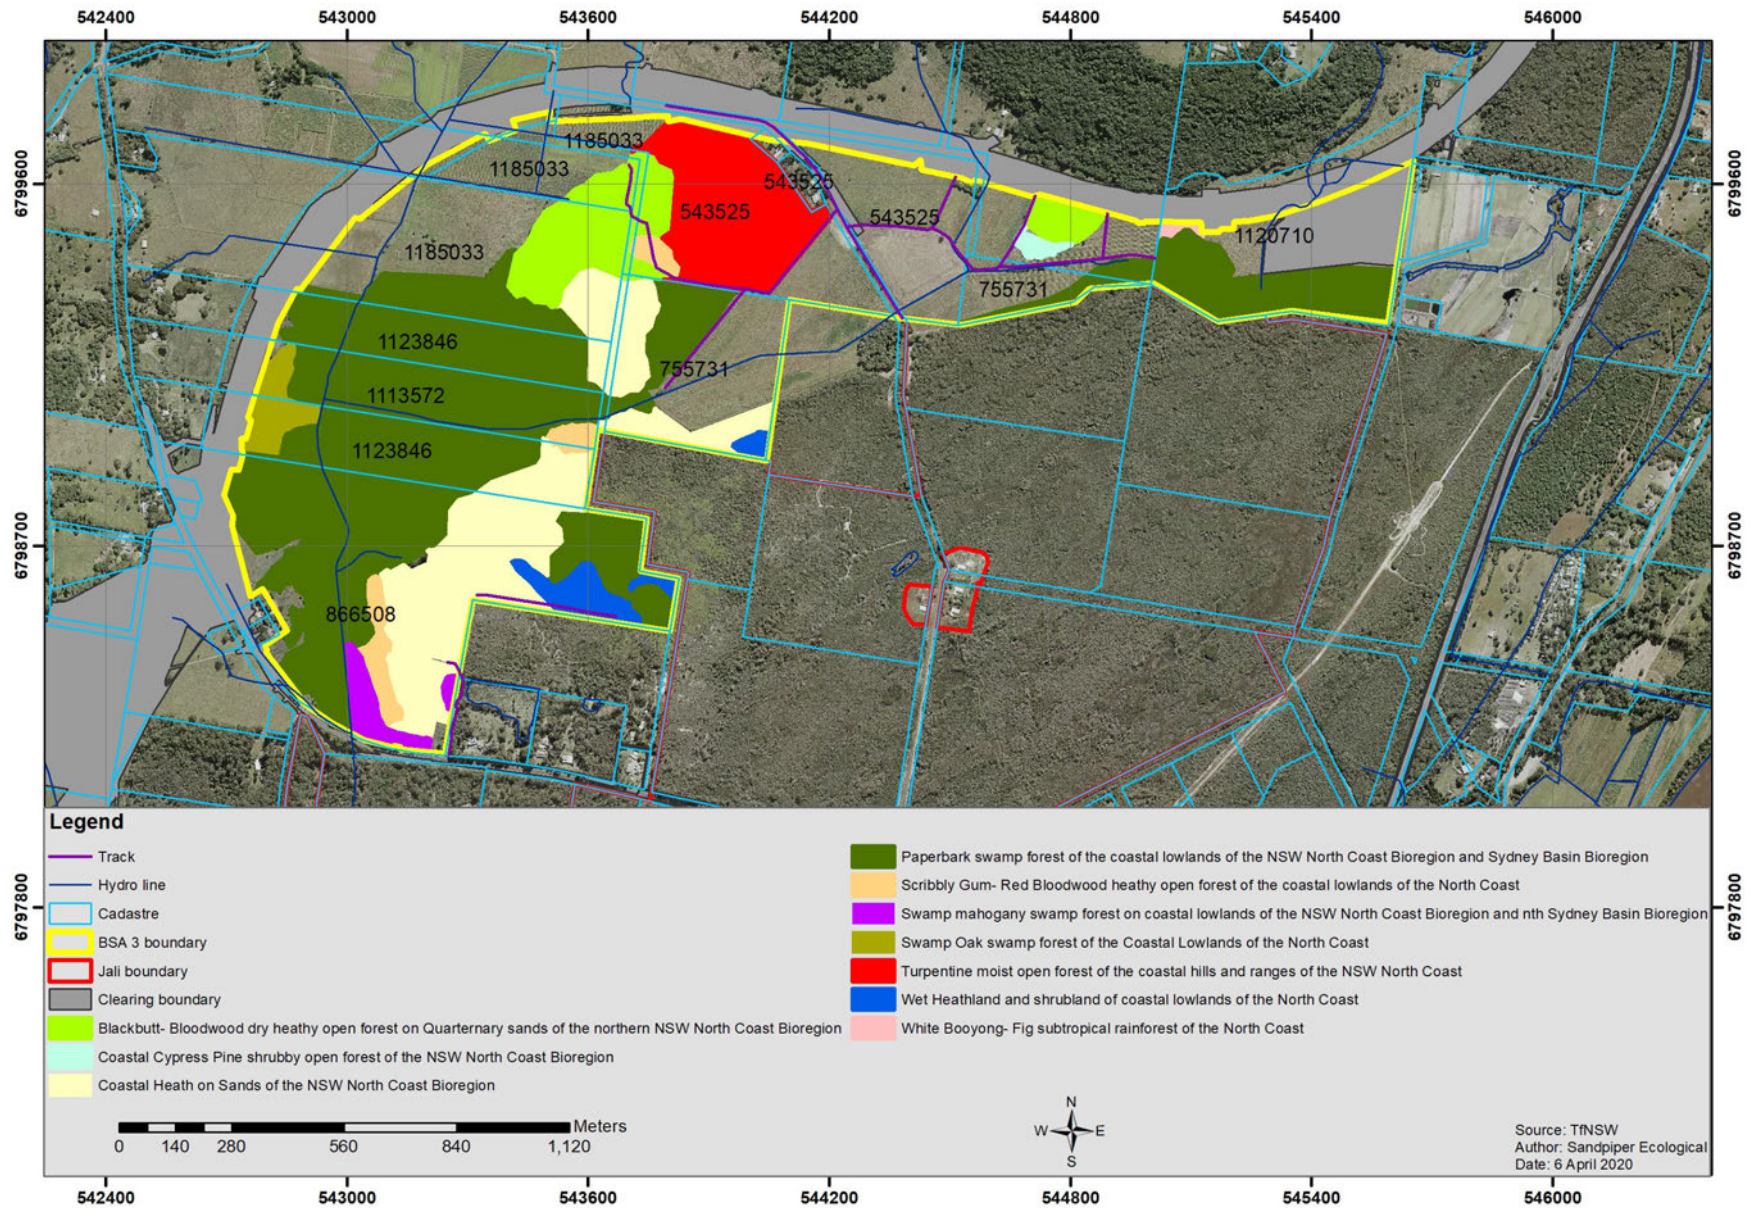 542400 543000 543600 544200 544800 545400 546000
6799600 6799600
1185033
1185033
543525
543525
543525
1120710
1185033
755731
1123846
755731
1113572
1123846
6798700 6798700
866508
Legend
Track
Hydro line
Cadastre
BSA 3 boundary
Jali boundary
Clearing boundary
Blackbutt- Bloodwood dry heathy open forest on Quarternary sands of the northern NSW North Coast Bioregion
Coastal Cypress Pine shrubby open forest of the NSW North Coast Bioregion
Coastal Heath on Sands of the NSW North Coast Bioregion
Paperbark swamp forest of the coastal lowlands of the NSW North Coast Bioregion and Sydney Basin Bioregion
Scribbly Gum- Red Bloodwood heathy open forest of the coastal lowlands of the North Coast
Swamp mahogany swamp forest on coastal lowlands of the NSW North Coast Bioregion and nth Sydney Basin Bioregion
Swamp Oak swamp forest of the Coastal Lowlands of the North Coast
Turpentine moist open forest of the coastal hills and ranges of the NSW North Coast
Wet Heathland and shrubland of coastal lowlands of the North Coast
White Booyong- Fig subtropical rainforest of the North Coast
6797800 6797800
Meters
0 140 280 560 840 1,120
N
W E
S
Source: TfNSW
Author: Sandpiper Ecological
Date: 6 April 2020
542400 543000 543600 544200 544800 545400 546000